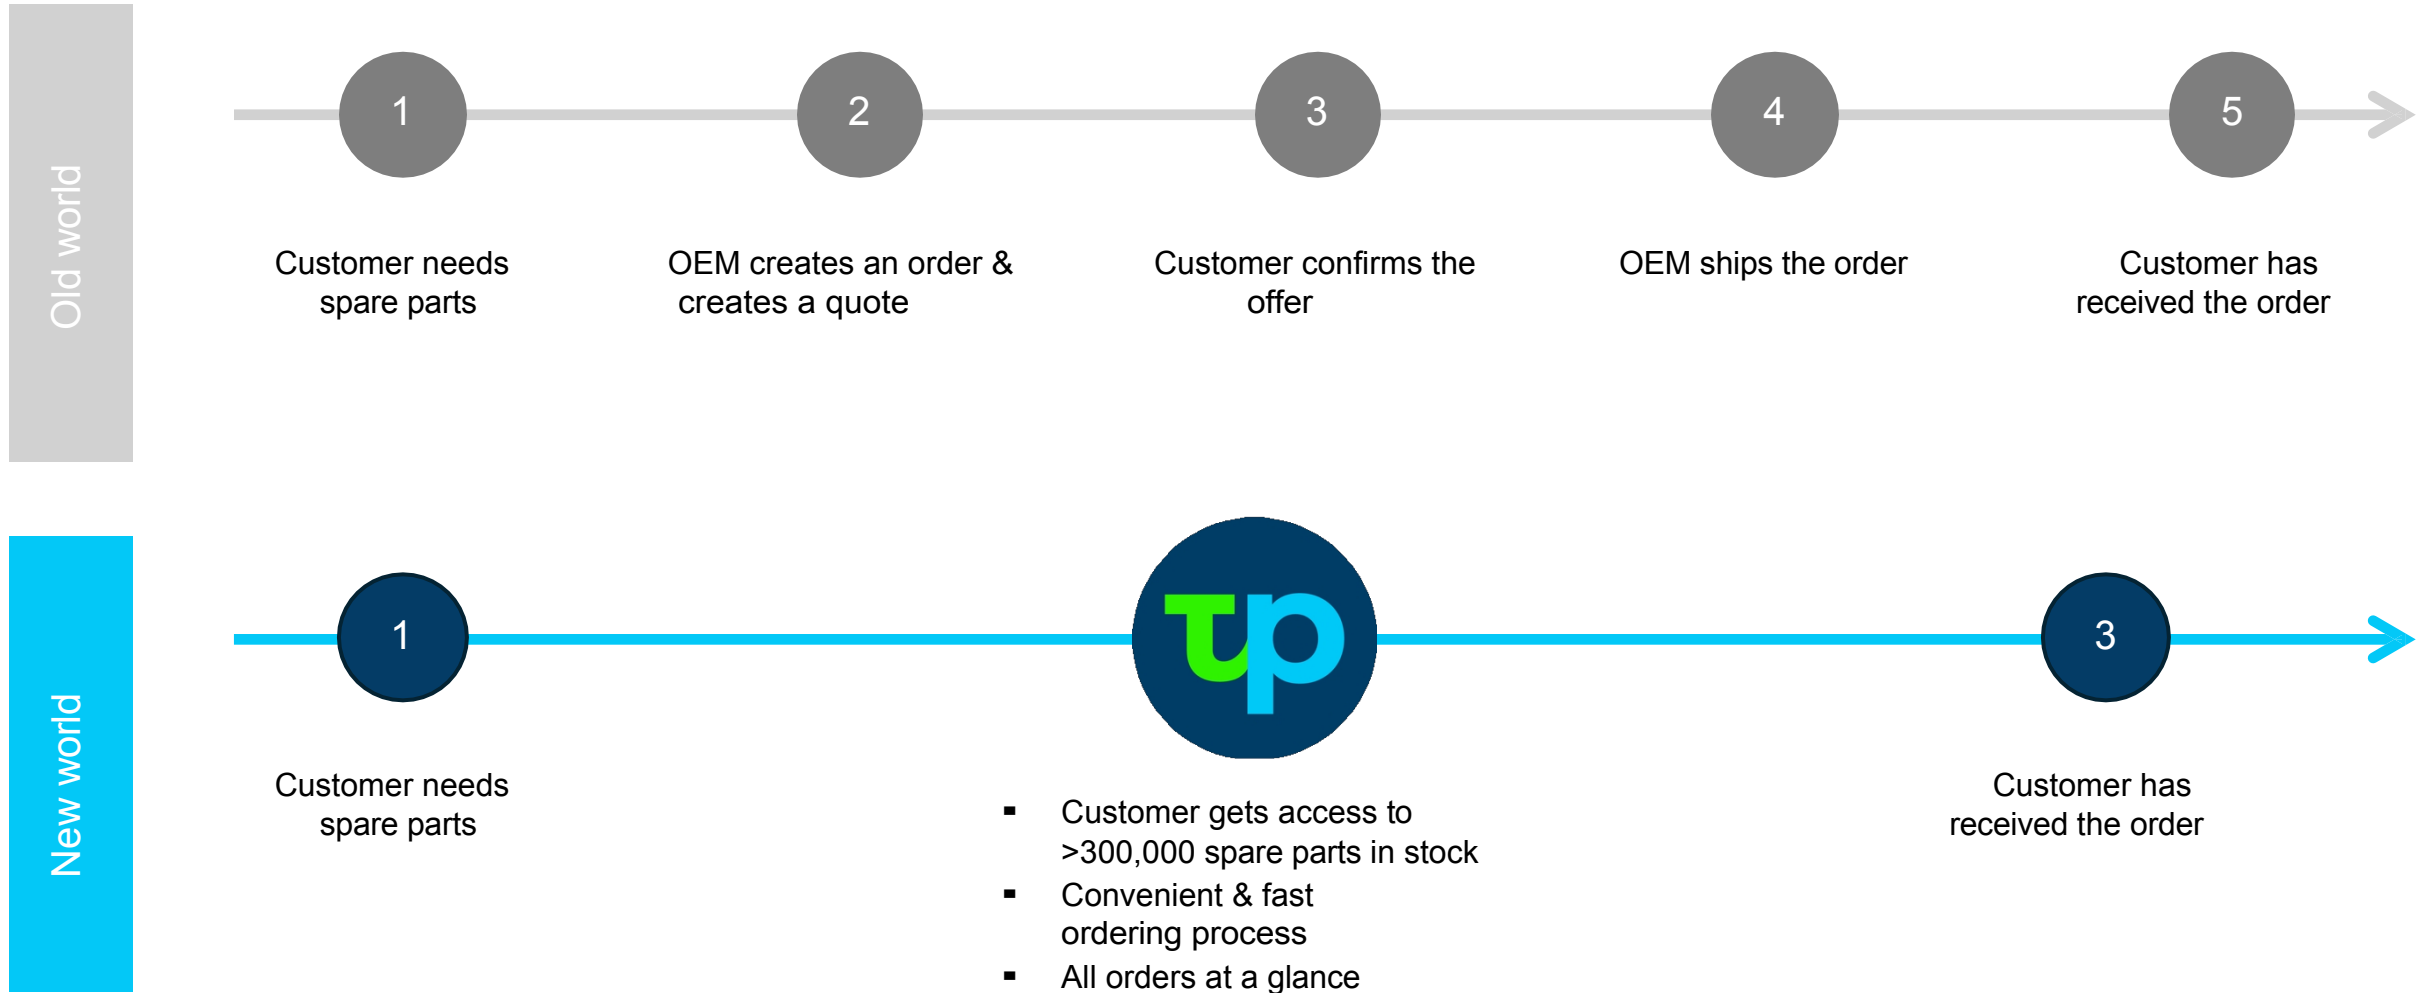 Old world
1
2
3
4
5
Customer needs
spare parts
OEM creates an order &
creates a quote
Customer confirms the
offer
OEM ships the order
Customer has
received the order
New world
1
up
3
Customer needs
spare parts
▪ Customer gets access to
>300,000 spare parts in stock
▪ Convenient & fast
ordering process
▪ All orders at a glance
Customer has
received the order